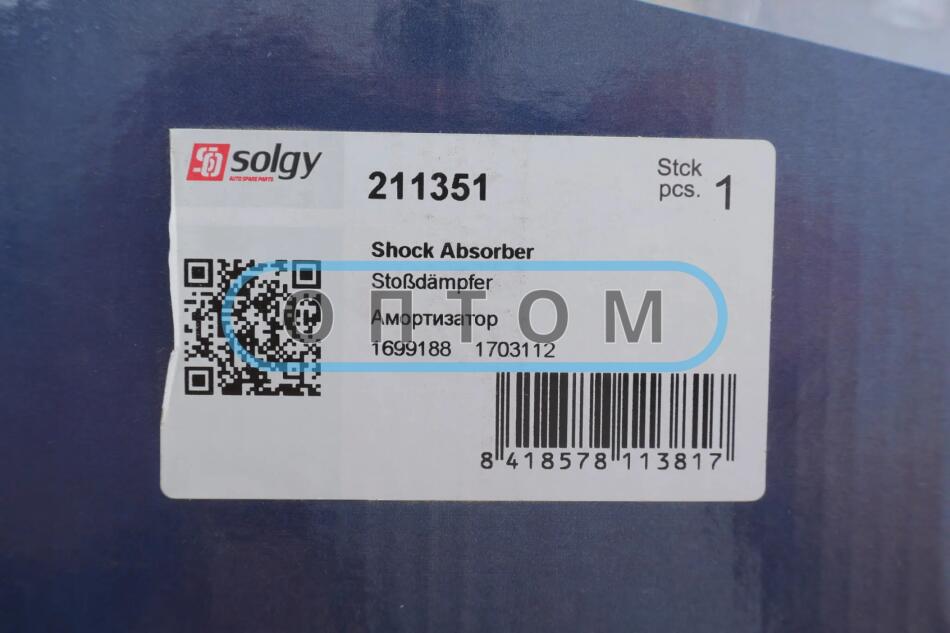 solgy
AUTO SPARE PARTS
211351
Stck
pcs. 1
Shock Absorber
Stoßdämpfer
Амортизатор
1699188 1703112
ОПТОМ
8 418578 113817